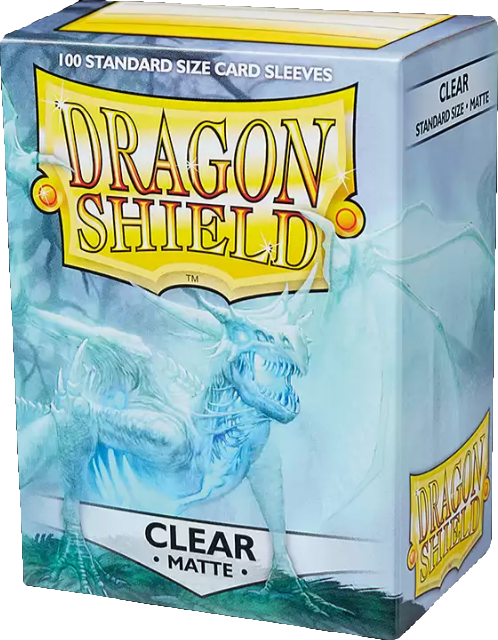 100 STANDARD SIZE CARD SLEEVES
DRAGON
SHIELD
™
CLEAR
• MATTE •
CLEAR
STANDARD SIZE • MATTE
DRAGON
SHIELD